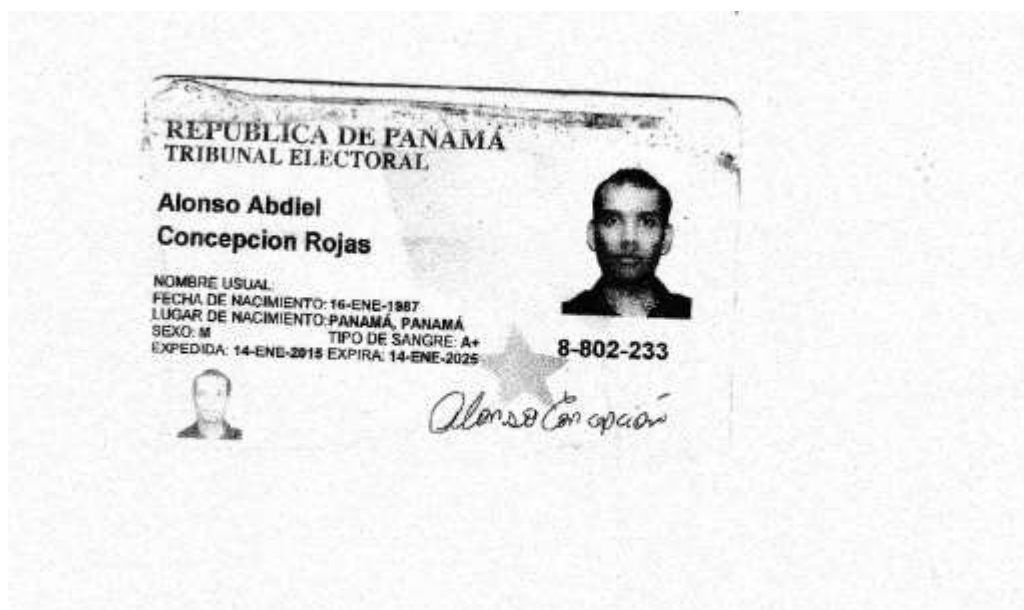 REPÚBLICA DE PANAMÁ
TRIBUNAL ELECTORAL
Alonso Abdiel
Concepcion Rojas
NOMBRE USUAL:
FECHA DE NACIMIENTO: 16-ENE-1987
LUGAR DE NACIMIENTO: PANAMÁ, PANAMÁ
SEXO: M TIPO DE SANGRE: A+
EXPEDIDA: 14-ENE-2015 EXPIRA: 14-ENE-2025
8-802-233
Alonso Concepción